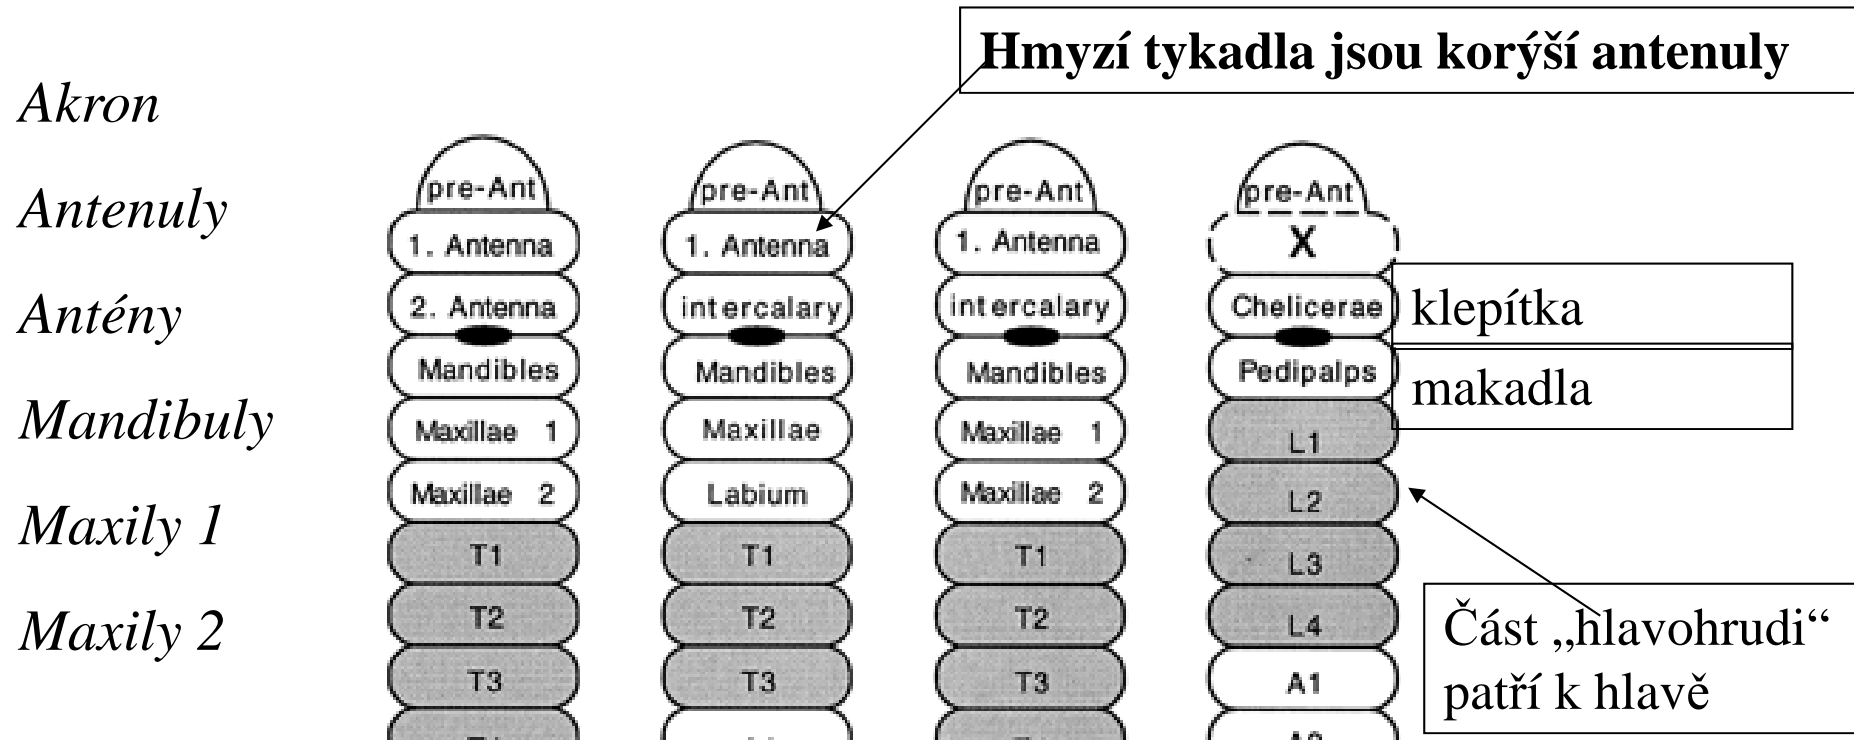 Hmyzí tykadla jsou korýší antenuly
Akron
Antenuly
Antény
Mandibuly
Maxily 1
Maxily 2
pre-Ant
1. Antenna
2. Antenna
Mandibles
Maxillae 1
Maxillae 2
T1
T2
T3
pre-Ant
1. Antenna
intercalary
Mandibles
Maxillae
Labium
T1
T2
T3
pre-Ant
1. Antenna
intercalary
Mandibles
Maxillae 1
Maxillae 2
T1
T2
T3
pre-Ant
X
Chelicerae
Pedipalps
L1
L2
L3
L4
A1
klepítka
makadla
Část „hlavohrudi“
patří k hlavě